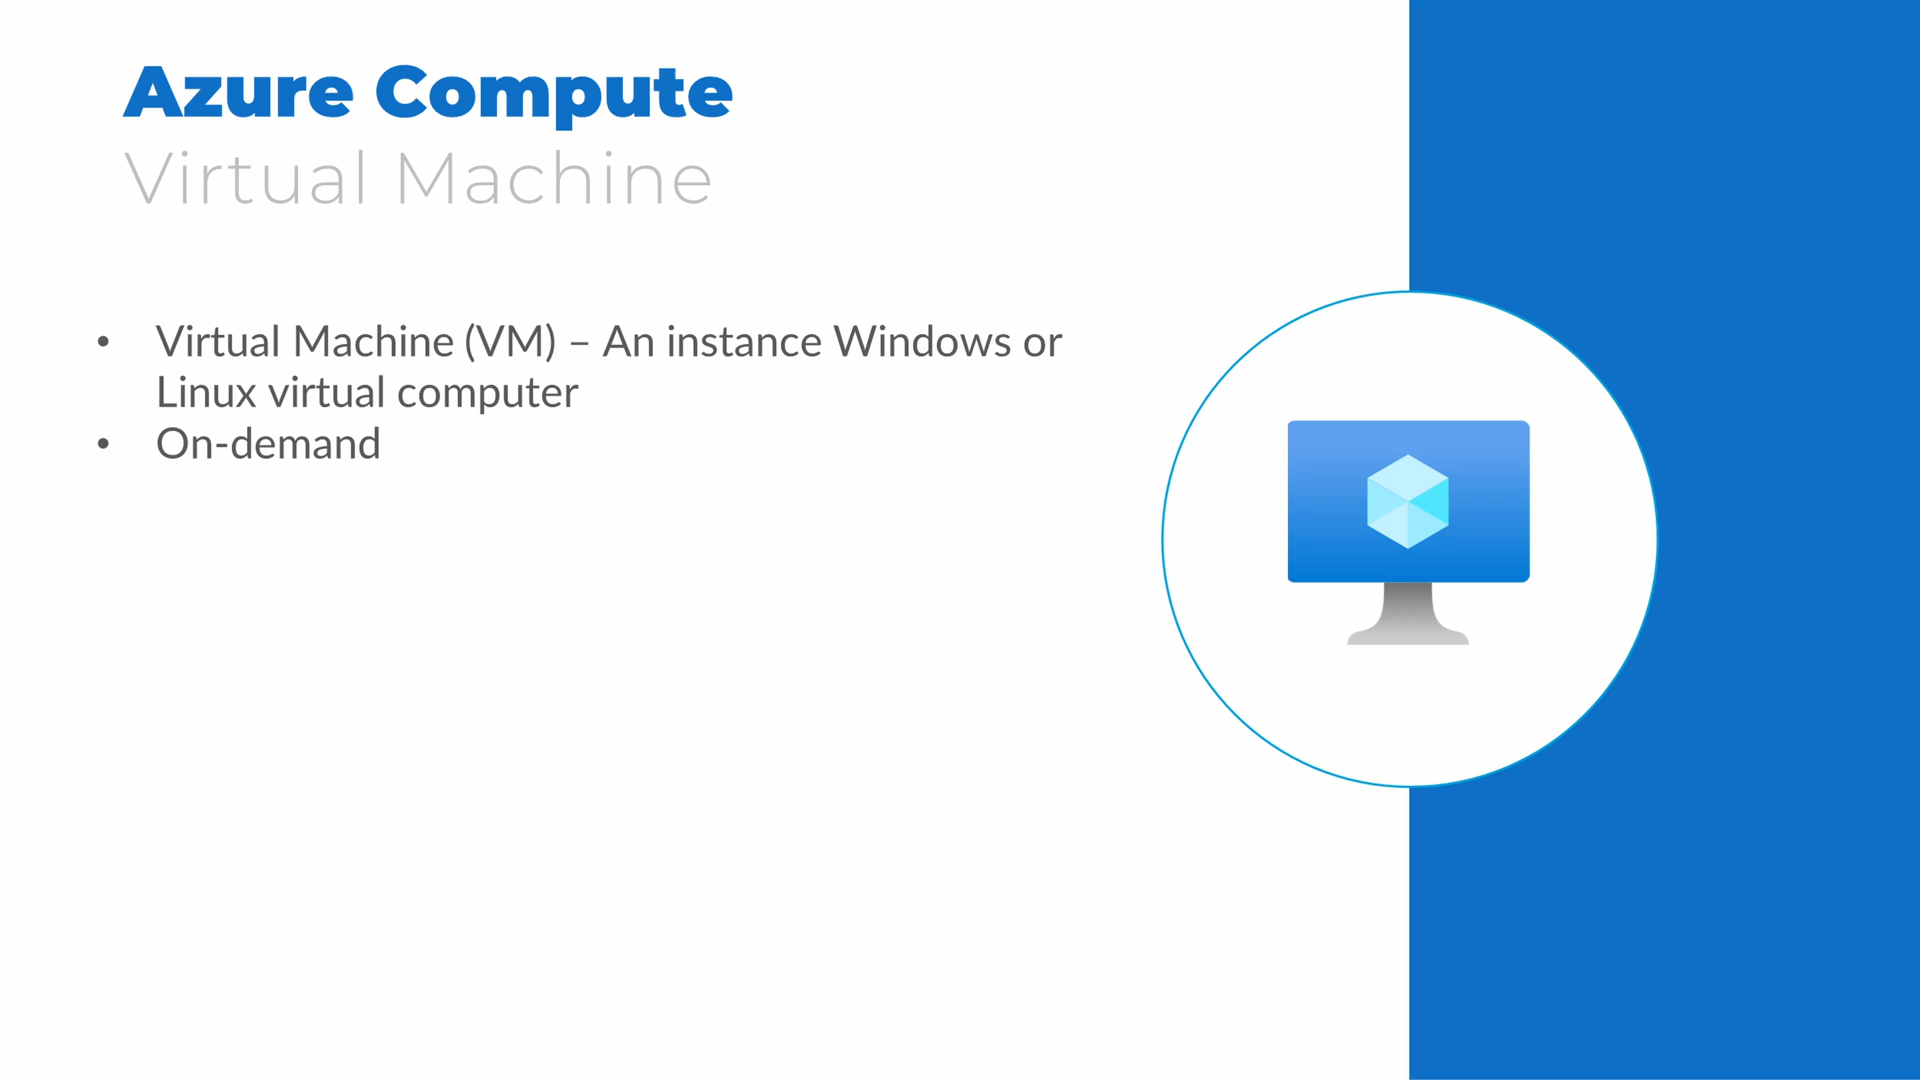 Azure Compute
Virtual Machine
• Virtual Machine (VM) – An instance Windows or
Linux virtual computer
• On-demand